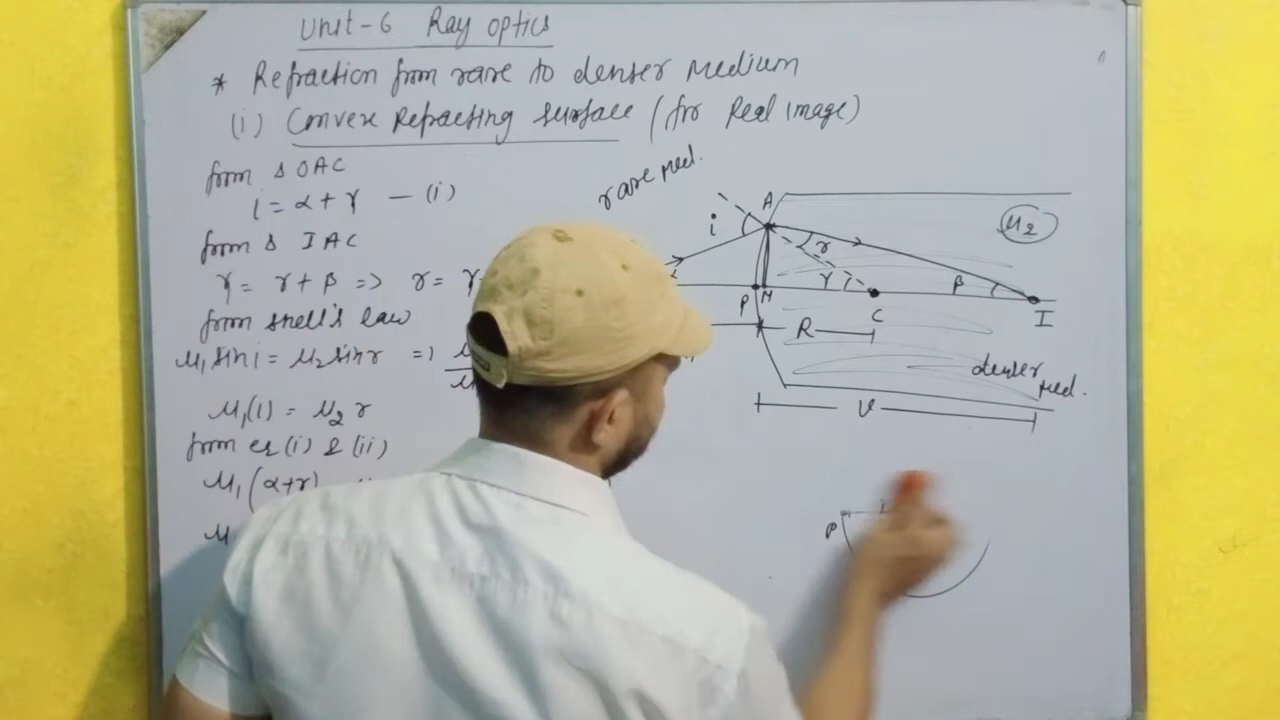 Unit-6 Ray optics
* Refraction from rare to denser medium
(i) Convex Refracting surface (for Real image)
from Δ OAC
i = α + γ — (i)
from Δ IAC
γ = r + β => r = γ
from snell's law
μ₁ sin i = μ₂ sin r =>
μ₁(i) = μ₂ r
from eq (i) & (ii)
μ₁(α+γ)
μ
rare med.
A
i
r
μ₂
P M
γ
C
β
I
R
denser med.
v
P